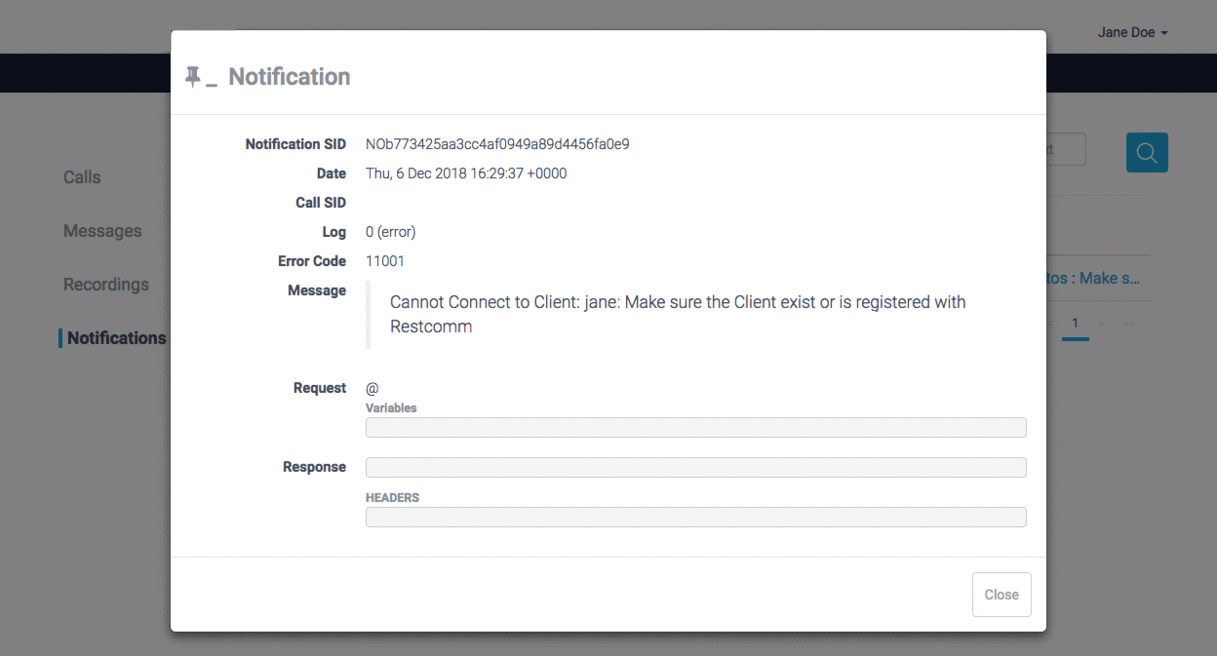 Jane Doe
Notification
Notification SID NOb773425aa3cc4af0949a89d4456fa0e9
Date Thu, 6 Dec 2018 16:29:37 +0000
Call SID
Log 0 (error)
Error Code 11001
Message Cannot Connect to Client: jane: Make sure the Client exist or is registered with
Restcomm
Request @
Variables
Response
HEADERS
Close
Calls
Messages
Recordings
Notifications
: Make s...
1 > >>